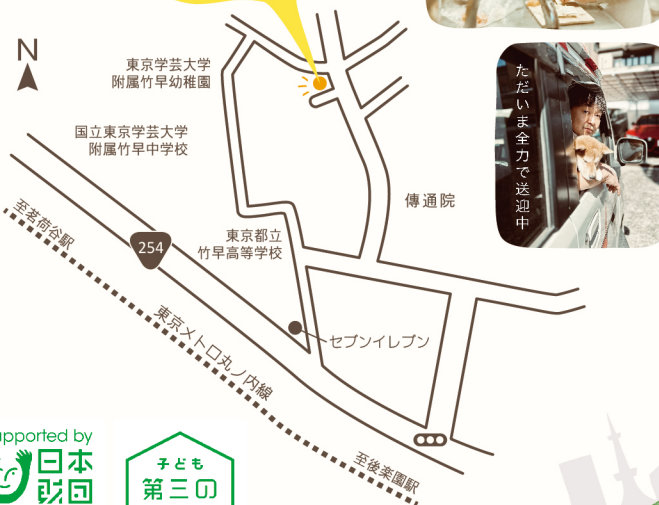 N
東京学芸大学
附属竹早幼稚園
国立東京学芸大学
附属竹早中学校
ただいま全力で送迎中
傳通院
至茗荷谷駅
254
東京都立
竹早高等学校
セブンイレブン
東京メトロ丸ノ内線
至後楽園駅
upported by
日本
財団
子ども
第三の